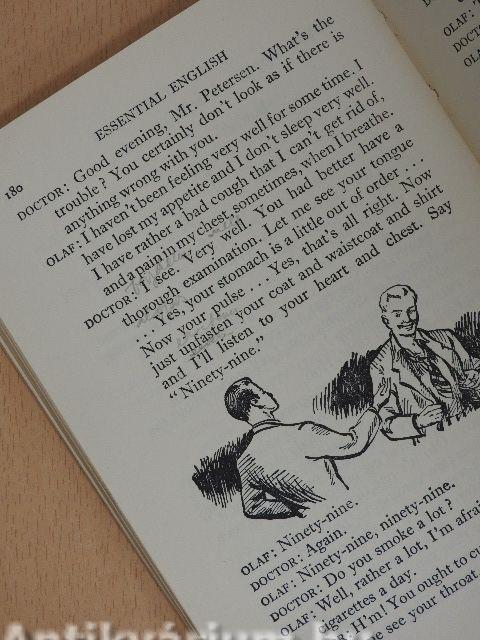 180
ESSENTIAL ENGLISH
DOCTOR: Good evening, Mr. Petersen. What's the
trouble? You certainly don't look as if there is
anything wrong with you.
OLAF: I haven't been feeling very well for some time. I
have lost my appetite and I don't sleep very well.
I have rather a bad cough that I can't get rid of,
and a pain in my chest, sometimes, when I breathe.
DOCTOR: I see. Very well. You had better have a
thorough examination. Let me see your tongue
... Yes, your stomach is a little out of order ...
Now your pulse ... Yes, that's all right. Now
just unfasten your coat and waistcoat and shirt
and I'll listen to your heart and chest. Say
"Ninety-nine."
OLAF: Ninety-nine.
DOCTOR: Again.
OLAF: Ninety-nine, ninety-nine.
DOCTOR: Do you smoke a lot?
OLAF: Well, rather a lot, I'm
cigarettes a day.
H'm! You ought to
see your throat,
OLAF:
DOCT
OLA
Antikvárium.hu